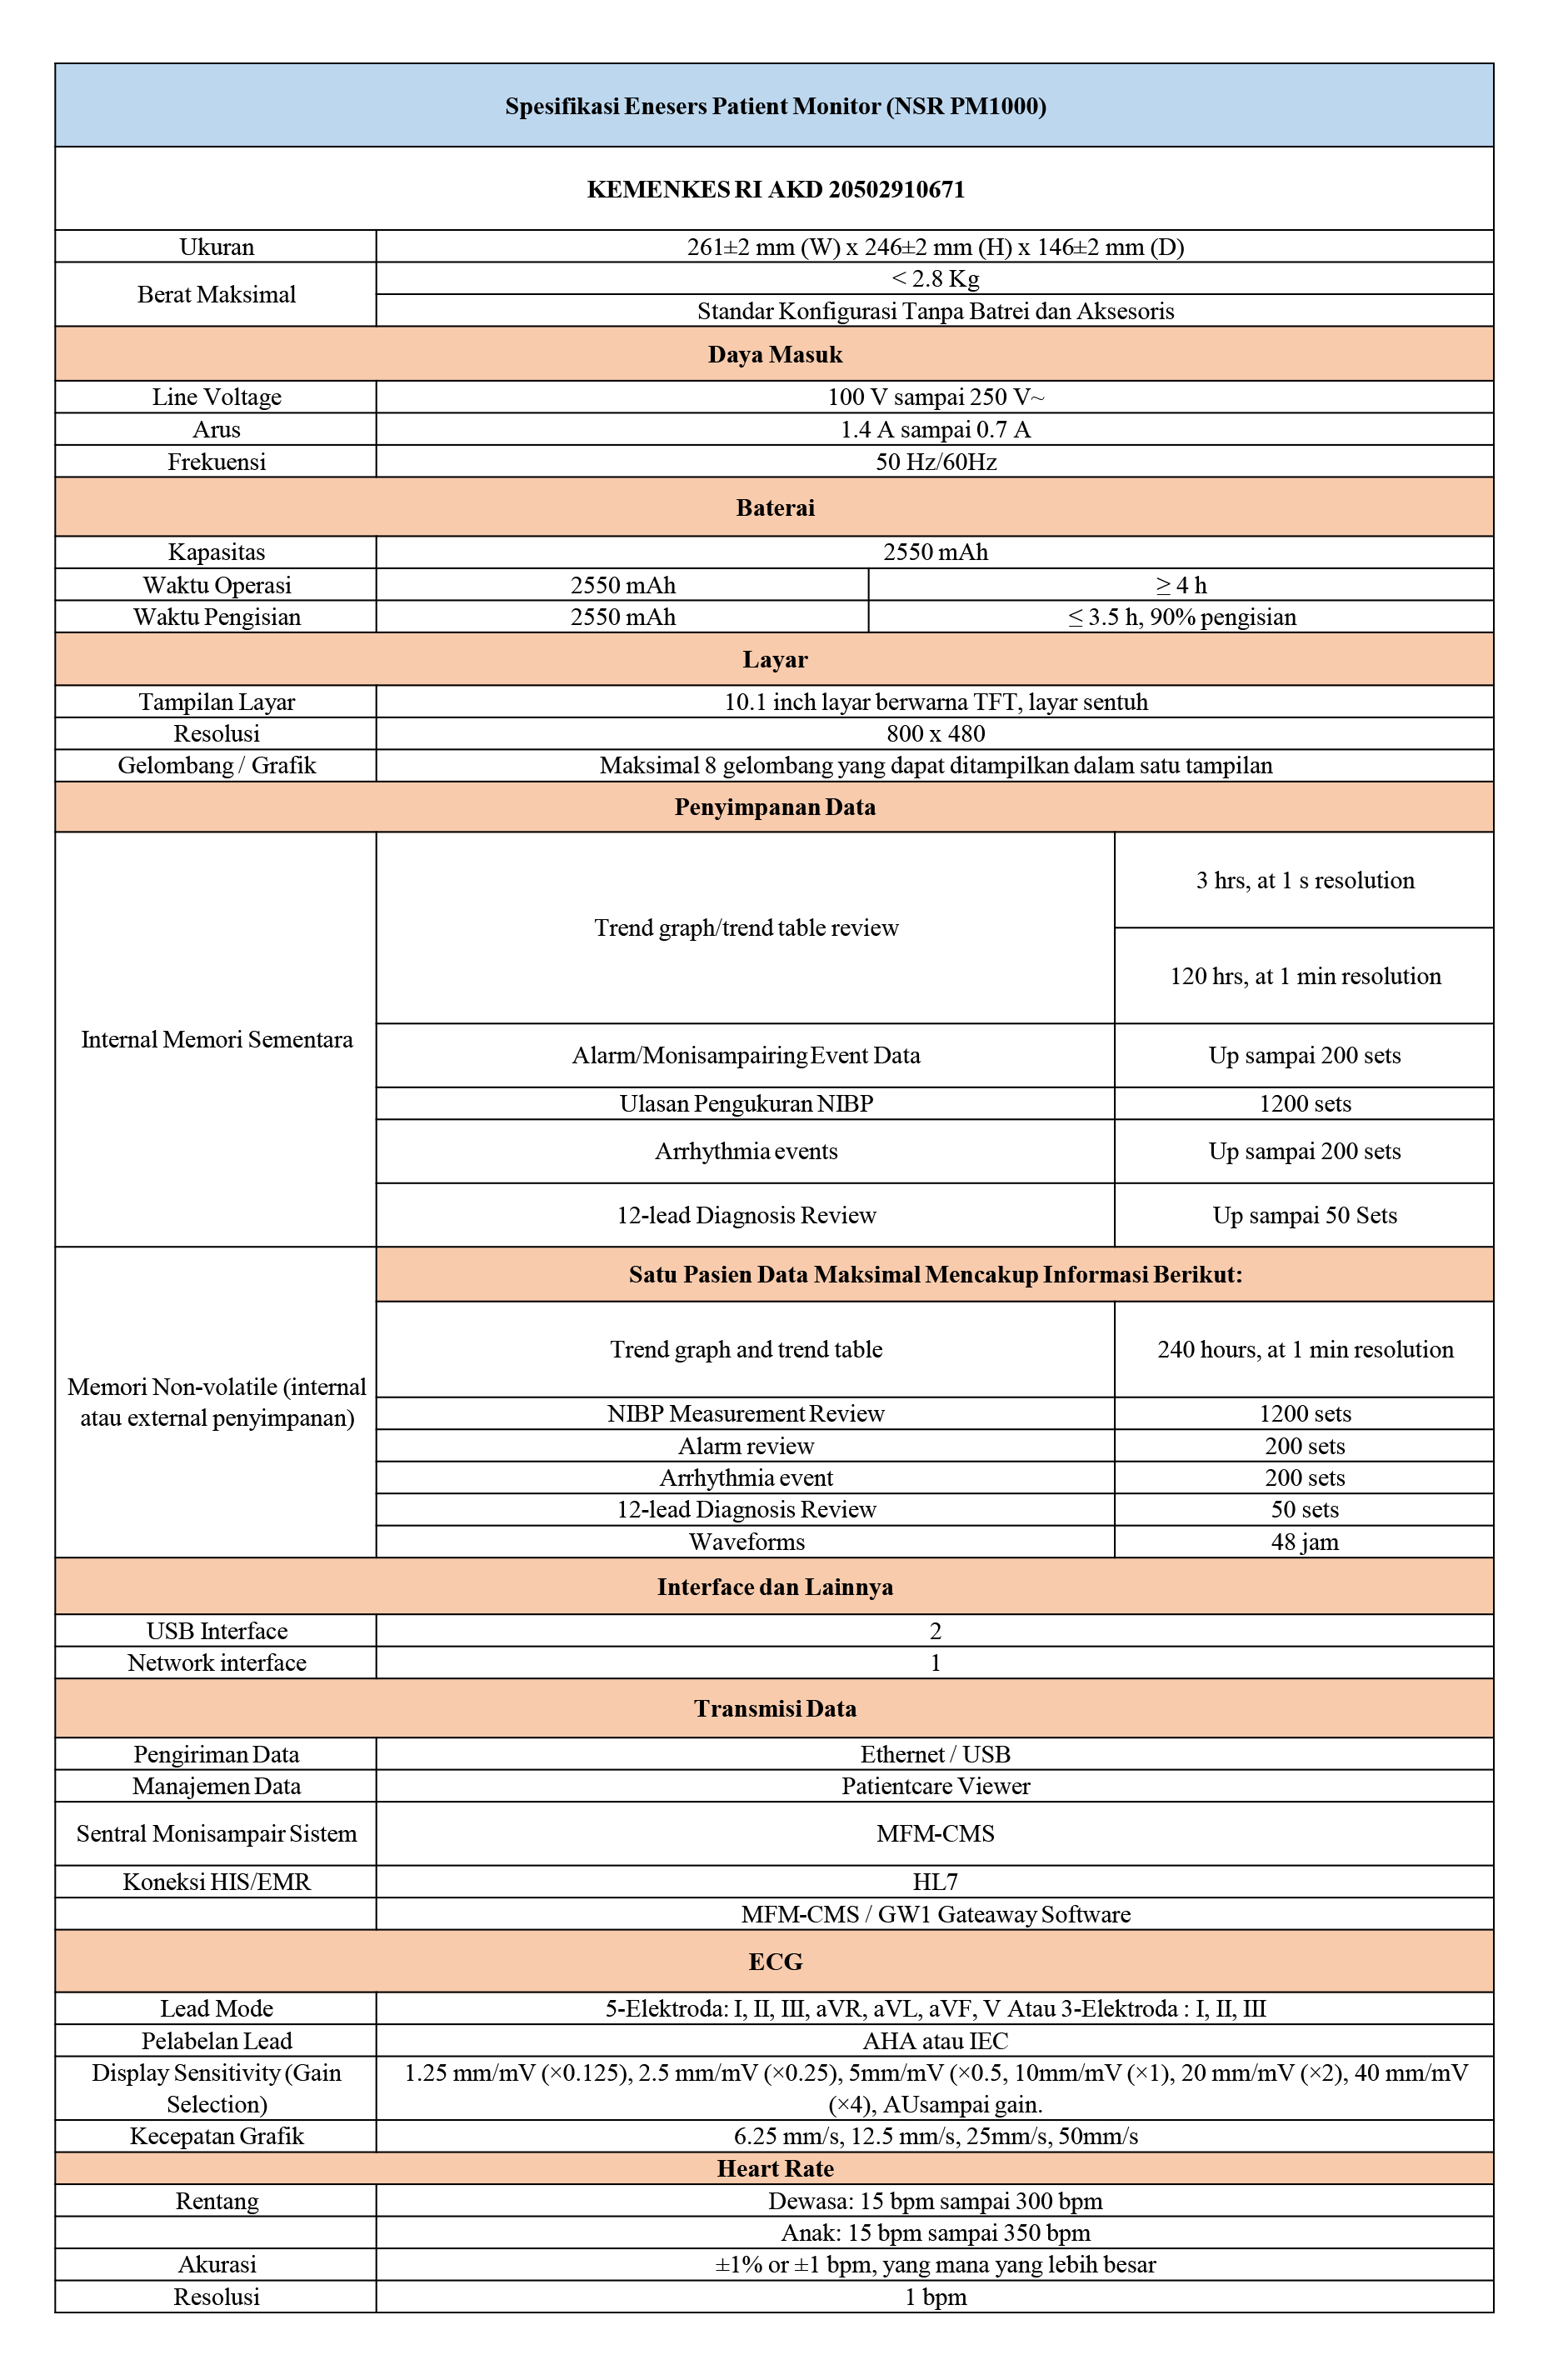 Spesifikasi Enesers Patient Monitor (NSR PM1000)
KEMENKES RI AKD 20502910671
Ukuran
261±2 mm (W) x 246±2 mm (H) x 146±2 mm (D)
Berat Maksimal
< 2.8 Kg
Standar Konfigurasi Tanpa Batrei dan Aksesoris
Daya Masuk
Line Voltage
100 V sampai 250 V~
Arus
1.4 A sampai 0.7 A
Frekuensi
50 Hz/60Hz
Baterai
Kapasitas
2550 mAh
Waktu Operasi
2550 mAh
≥ 4 h
Waktu Pengisian
2550 mAh
≤ 3.5 h, 90% pengisian
Layar
Tampilan Layar
10.1 inch layar berwarna TFT, layar sentuh
Resolusi
800 x 480
Gelombang / Grafik
Maksimal 8 gelombang yang dapat ditampilkan dalam satu tampilan
Penyimpanan Data
Internal Memori Sementara
Trend graph/trend table review
3 hrs, at 1 s resolution
120 hrs, at 1 min resolution
Alarm/Monisampairing Event Data
Up sampai 200 sets
Ulasan Pengukuran NIBP
1200 sets
Arrhythmia events
Up sampai 200 sets
12-lead Diagnosis Review
Up sampai 50 Sets
Memori Non-volatile (internal
atau external penyimpanan)
Satu Pasien Data Maksimal Mencakup Informasi Berikut:
Trend graph and trend table
240 hours, at 1 min resolution
NIBP Measurement Review
1200 sets
Alarm review
200 sets
Arrhythmia event
200 sets
12-lead Diagnosis Review
50 sets
Waveforms
48 jam
Interface dan Lainnya
USB Interface
2
Network interface
1
Transmisi Data
Pengiriman Data
Ethernet / USB
Manajemen Data
Patientcare Viewer
Sentral Monisampair Sistem
MFM-CMS
Koneksi HIS/EMR
HL7
MFM-CMS / GW1 Gateaway Software
ECG
Lead Mode
5-Elektroda: I, II, III, aVR, aVL, aVF, V Atau 3-Elektroda : I, II, III
Pelabelan Lead
AHA atau IEC
Display Sensitivity (Gain
Selection)
1.25 mm/mV (×0.125), 2.5 mm/mV (×0.25), 5mm/mV (×0.5, 10mm/mV (×1), 20 mm/mV (×2), 40 mm/mV
(×4), AUsampai gain.
Kecepatan Grafik
6.25 mm/s, 12.5 mm/s, 25mm/s, 50mm/s
Heart Rate
Rentang
Dewasa: 15 bpm sampai 300 bpm
Anak: 15 bpm sampai 350 bpm
Akurasi
±1% or ±1 bpm, yang mana yang lebih besar
Resolusi
1 bpm